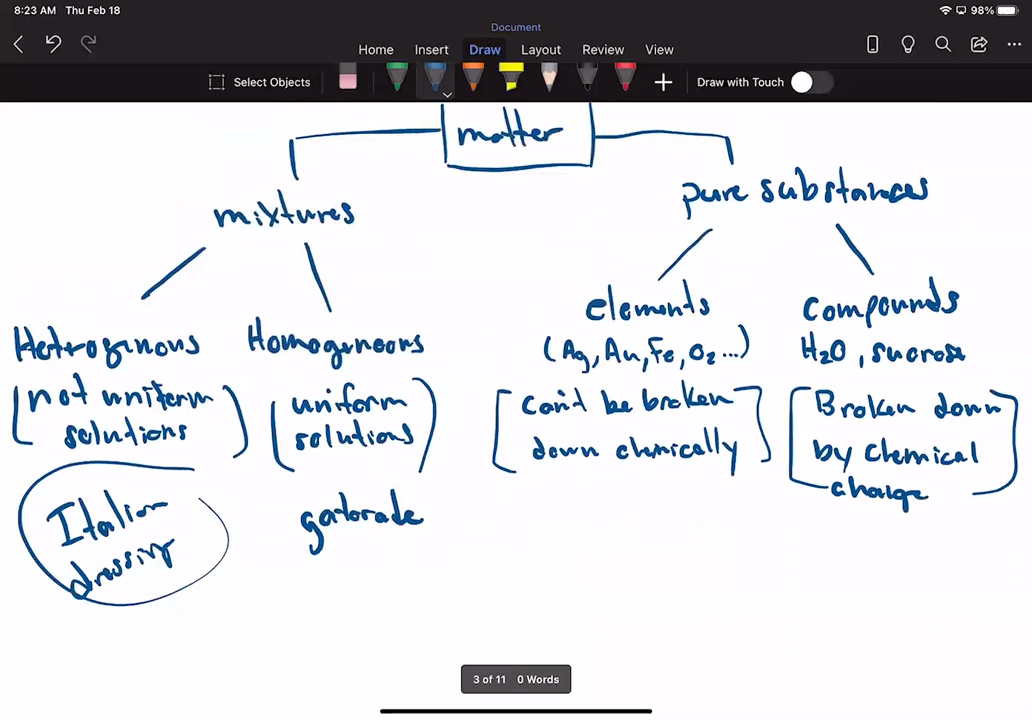 8:23 AM Thu Feb 18
98%
Document
Home Insert Draw Layout Review View
Select Objects
Draw with Touch
matter
mixtures
pure substances
Hetrogenous
(not uniform
solutions)
Italian
dressing
Homogeneous
(uniform
solutions)
gatorade
elements
(Ag, Au, Fe, O₂...)
[can't be broken
down chemically]
compounds
H₂O, sucrose
[Broken down
by chemical
change]
3 of 11 0 Words